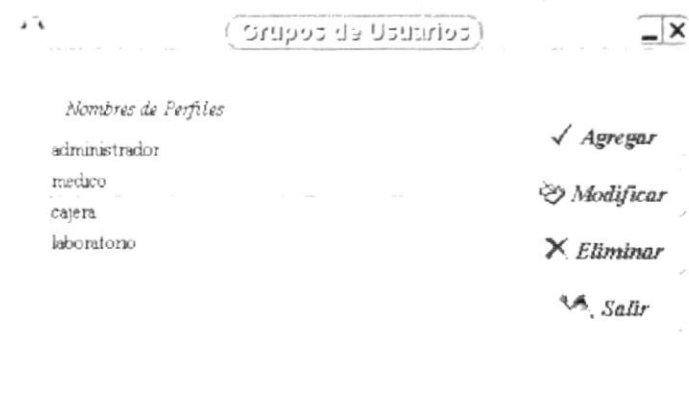 Grupos de Usuarios
Nombres de Perfiles
administrador
medico
cajera
laboratorio
Agregar
Modificar
Eliminar
Salir